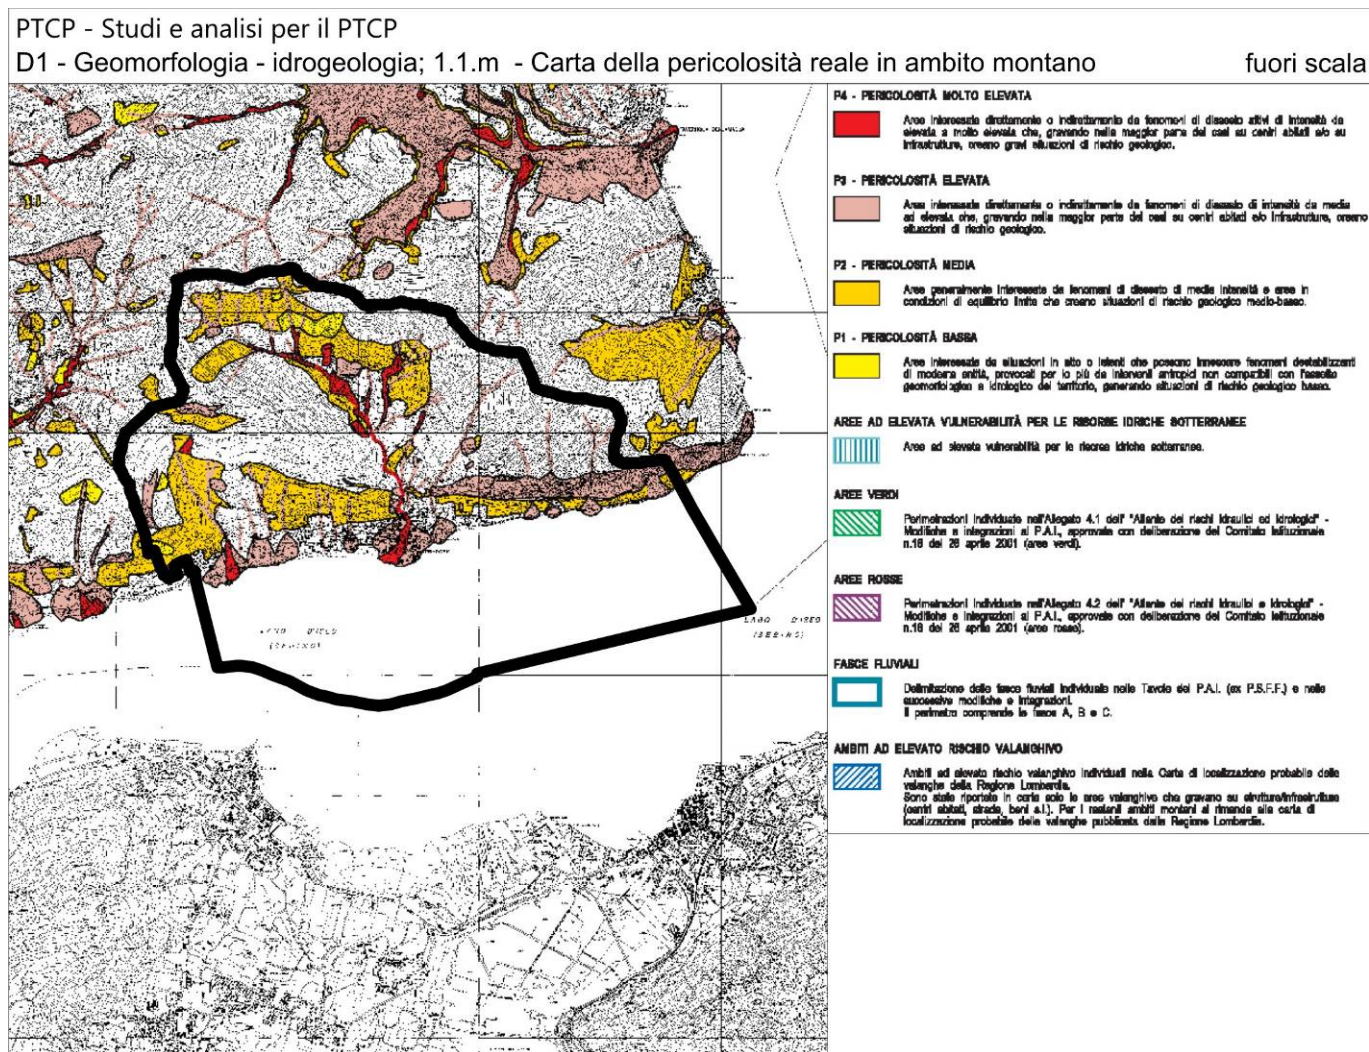 PTCP - Studi e analisi per il PTCP
D1 - Geomorfologia - idrogeologia; 1.1.m - Carta della pericolosità reale in ambito montano fuori scala
P4 - PERICOLOSITÀ MOLTO ELEVATA
Aree interessate direttamente o indirettamente da fenomeni di dissesto attivi di intensità da
elevata a molto elevata che, gravando nella maggior parte dei casi su centri abitati e/o su
infrastrutture, creano gravi situazioni di rischio geologico.
P3 - PERICOLOSITÀ ELEVATA
Aree interessate direttamente o indirettamente da fenomeni di dissesto di intensità da media
ad elevata che, gravando nella maggior parte dei casi su centri abitati e/o infrastrutture, creano
situazioni di rischio geologico.
P2 - PERICOLOSITÀ MEDIA
Aree generalmente interessate da fenomeni di dissesto di media intensità e aree in
condizioni di equilibrio limite che creano situazioni di rischio geologico medio-basso.
P1 - PERICOLOSITÀ BASSA
Aree interessate da situazioni in atto o latenti che possono innescare fenomeni destabilizzanti
di modesta entità, provocati per lo più da interventi antropici non compatibili con l'assetto
geomorfologico e idrologico del territorio, generando situazioni di rischio geologico basso.
AREE AD ELEVATA VULNERABILITÀ PER LE RISORSE IDRICHE SOTTERRANEE
Aree ad elevata vulnerabilità per le risorse idriche sotterranee.
AREE VERDI
Perimetrazioni individuate nell'Allegato 4.1 dell' "Atlante dei rischi idraulici ed idrologici" -
Modifiche e integrazioni al P.A.I., approvate con deliberazione del Comitato Istituzionale
n.18 del 26 aprile 2001 (aree verdi).
AREE ROSSE
Perimetrazioni individuate nell'Allegato 4.2 dell' "Atlante dei rischi idraulici e idrologici" -
Modifiche e integrazioni al P.A.I., approvate con deliberazione del Comitato Istituzionale
n.18 del 26 aprile 2001 (aree rosse).
FASCE FLUVIALI
Delimitazione delle fasce fluviali individuate nelle Tavole del P.A.I. (ex P.S.F.F.) e nelle
successive modifiche e integrazioni.
Il perimetro comprende le fasce A, B e C.
AMBITI AD ELEVATO RISCHIO VALANGHIVO
Ambiti ad elevato rischio valanghivo individuati nella Carta di localizzazione probabile delle
valanghe della Regione Lombardia.
Sono state riportate in carta solo le aree valanghive che gravano su strutture/infrastrutture
(centri abitati, strade, beni s.l.). Per i restanti ambiti montani si rimanda alla carta di
localizzazione probabile delle valanghe pubblicata dalla Regione Lombardia.
LAGO D'ISEO
(SEBINO)
LAGO D'ISEO
(SEBINO)